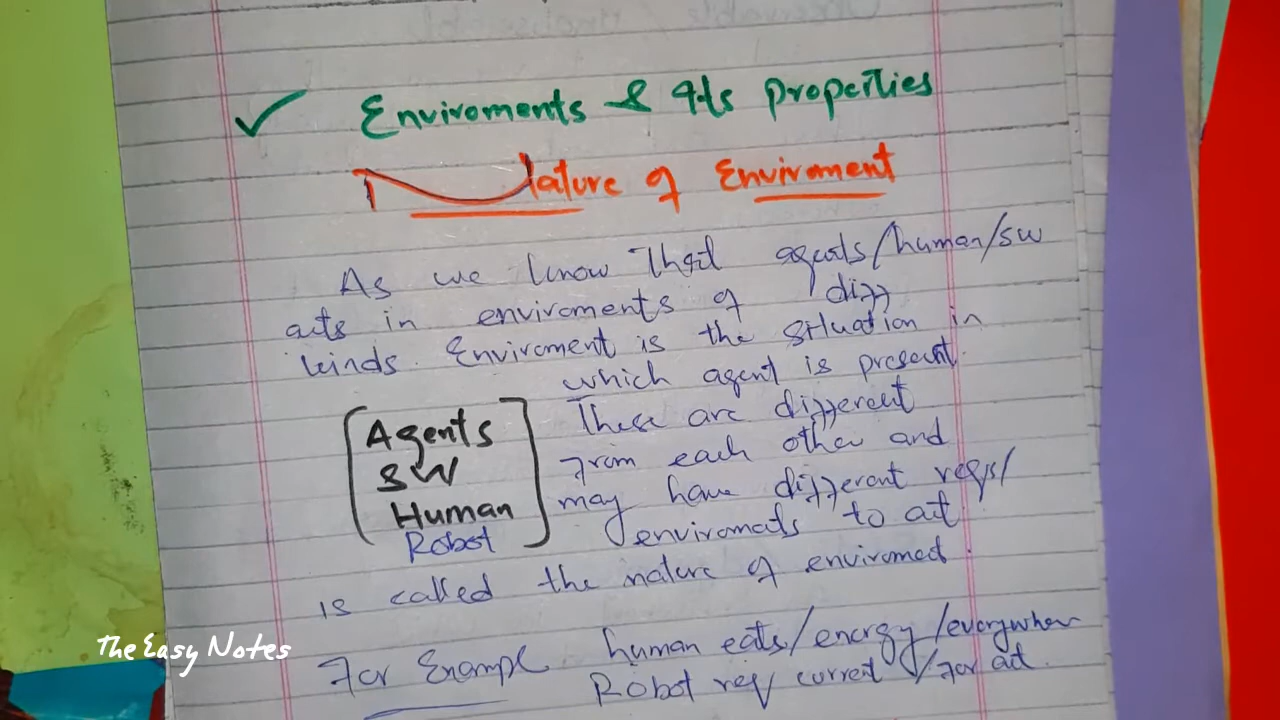 Enviroments & Its properties
Nature of Enviroment
As we know that agents/human/sw
acts in enviroments of diff
kinds. Enviroment is the situation in
which agent is present.
Agents
SW
Human
Robot
These are different
from each other and
may have different reqs/
enviroments to act
is called the nature of enviroment.
For Example human eats/energy/everywhere
Robot req current/for act.
The Easy Notes